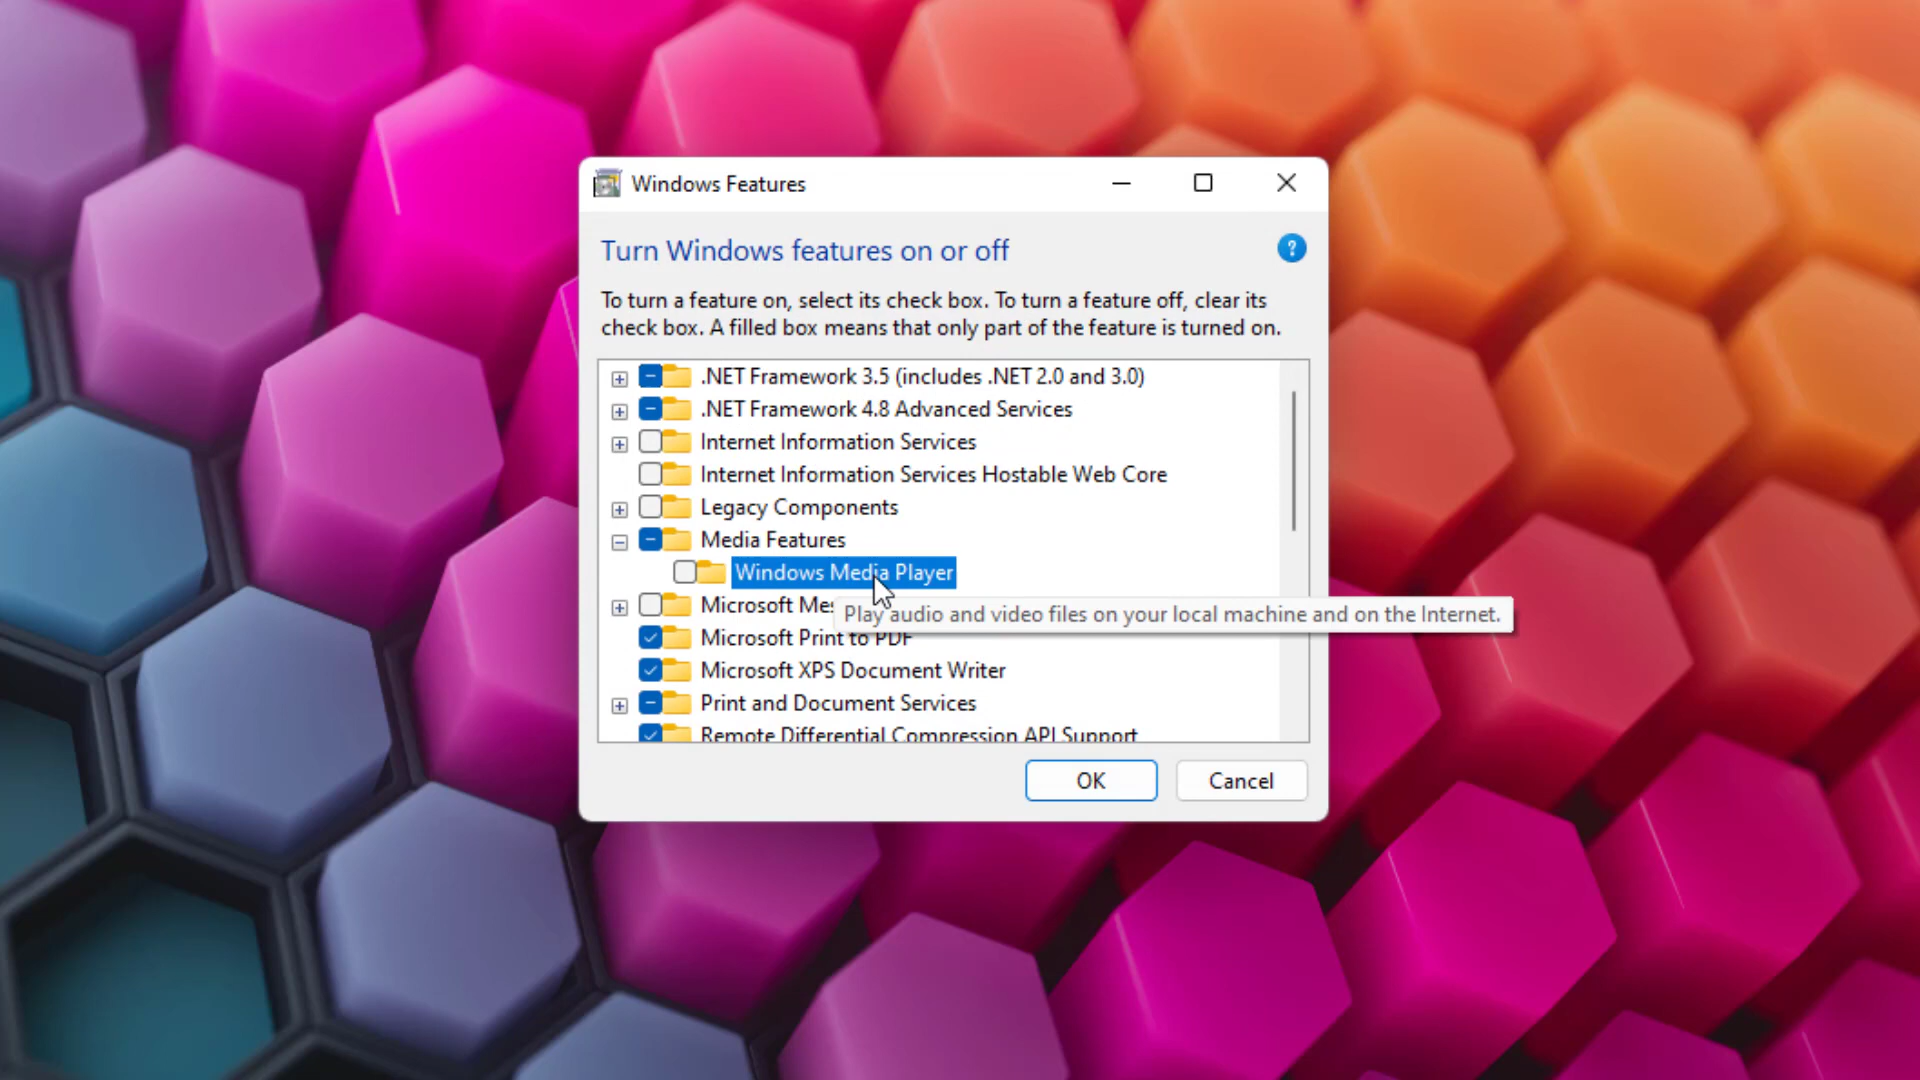 Windows Features
Turn Windows features on or off
?
To turn a feature on, select its check box. To turn a feature off, clear its
check box. A filled box means that only part of the feature is turned on.
.NET Framework 3.5 (includes .NET 2.0 and 3.0)
.NET Framework 4.8 Advanced Services
Internet Information Services
Internet Information Services Hostable Web Core
Legacy Components
Media Features
Windows Media Player
Microsoft Mes
Play audio and video files on your local machine and on the Internet.
Microsoft Print to PDF
Microsoft XPS Document Writer
Print and Document Services
Remote Differential Compression API Support
OK
Cancel